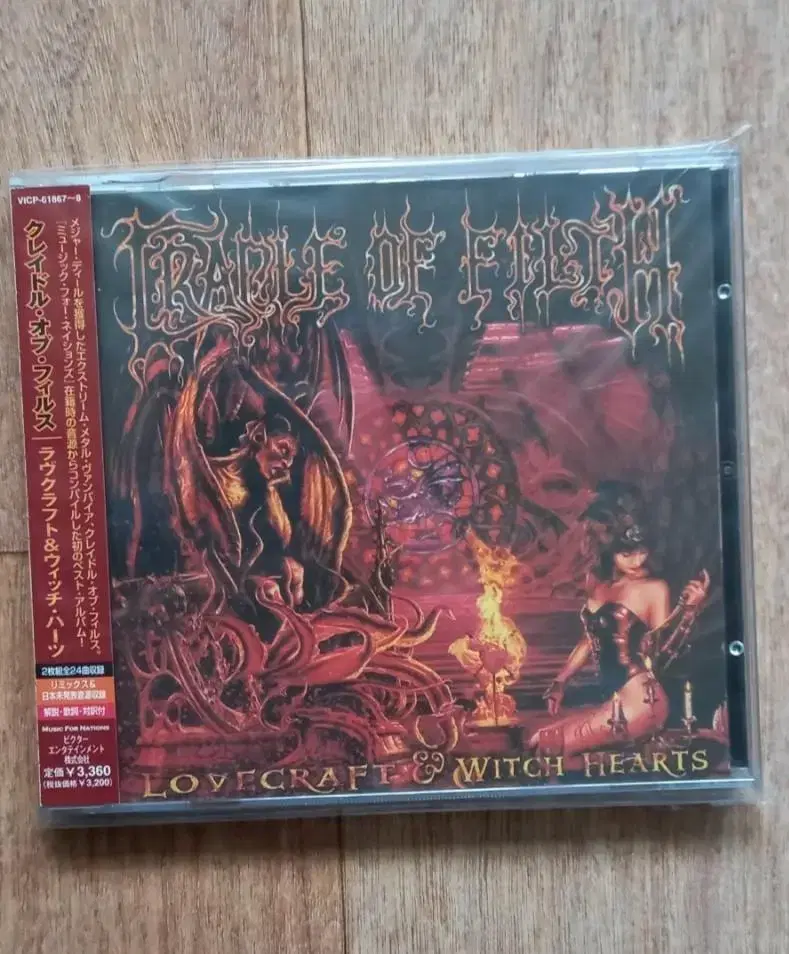 VICP-61867~8
メジャー・ディールを獲得したエクストリーム・メタル・ヴァンパイア、クレイドル・オブ・フィルス。
「ミュージック・フォー・ネイションズ」在籍時の音源からコンパイルした初のベスト・アルバム!
クレイドル・オブ・フィルス|ラヴクラフト&ウィッチ・ハーツ
2枚組全24曲収録
リミックス&
日本未発表音源収録
解説・歌詞・対訳付
MUSIC FOR NATIONS
ビクター
エンタテインメント
株式会社
定価¥3,360
(税抜価格¥3,200)
CRADLE OF FILTH
LOVECRAFT & WITCH HEARTS